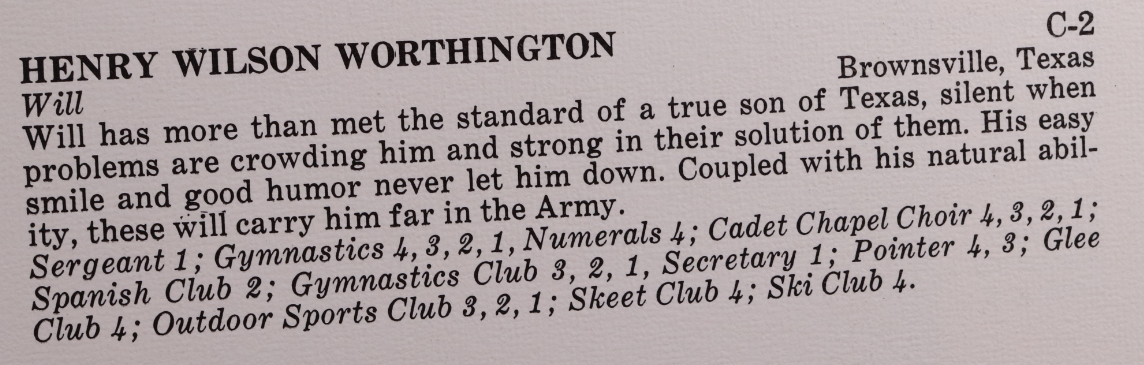 C-2
HENRY WILSON WORTHINGTON
Brownsville, Texas
Will
Will has more than met the standard of a true son of Texas, silent when
problems are crowding him and strong in their solution of them. His easy
smile and good humor never let him down. Coupled with his natural abil-
ity, these will carry him far in the Army.
Sergeant 1; Gymnastics 4, 3, 2, 1, Numerals 4; Cadet Chapel Choir 4, 3, 2, 1;
Spanish Club 2; Gymnastics Club 3, 2, 1, Secretary 1; Pointer 4, 3; Glee
Club 4; Outdoor Sports Club 3, 2, 1; Skeet Club 4; Ski Club 4.